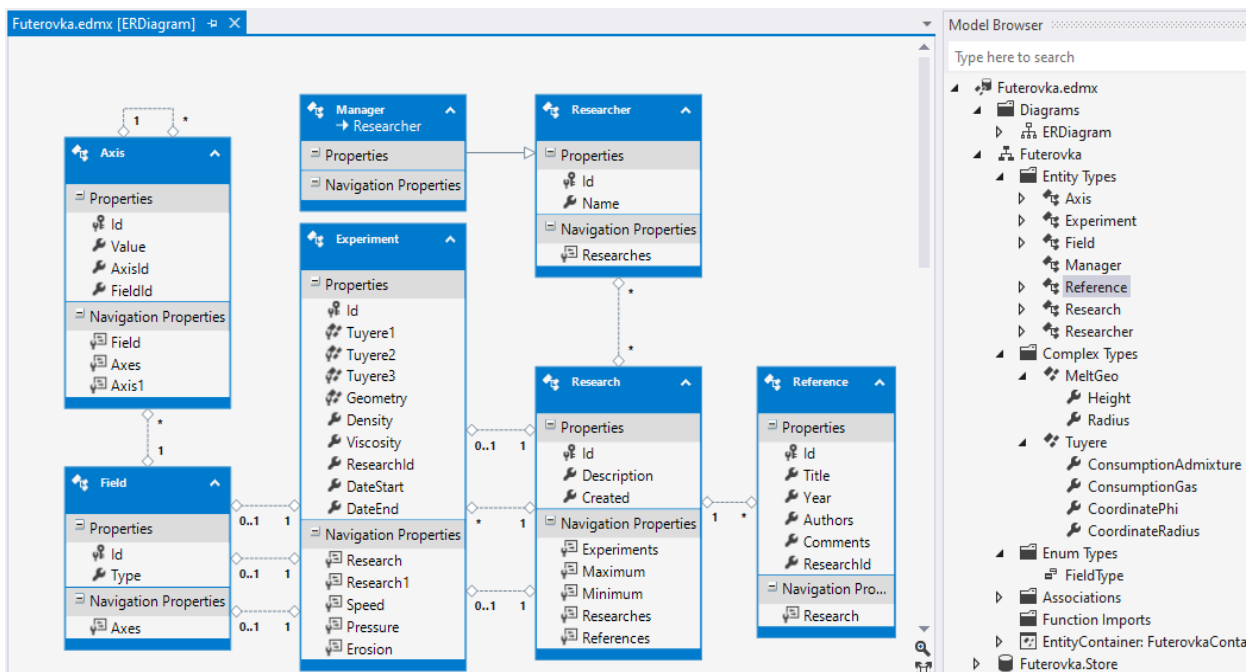 Futerovka.edmx [ERDiagram]
1
*
Axis
Properties
Id
Value
AxisId
FieldId
Navigation Properties
Field
Axes
Axis1
*
1
Field
Properties
Id
Type
Navigation Properties
Axes
0..1 1
0..1 1
0..1 1
Manager
Researcher
Properties
Navigation Properties
Experiment
Properties
Id
Tuyere1
Tuyere2
Tuyere3
Geometry
Density
Viscosity
ResearchId
DateStart
DateEnd
Navigation Properties
Research
Research1
Speed
Pressure
Erosion
0..1 1
* 1
0..1 1
Researcher
Properties
Id
Name
Navigation Properties
Researches
*
*
Research
Properties
Id
Description
Created
Navigation Properties
Experiments
Maximum
Minimum
Researches
References
1 *
Reference
Properties
Id
Title
Year
Authors
Comments
ResearchId
Navigation Pro...
Research
Model Browser
Type here to search
Futerovka.edmx
Diagrams
ERDiagram
Futerovka
Entity Types
Axis
Experiment
Field
Manager
Reference
Research
Researcher
Complex Types
MeltGeo
Height
Radius
Tuyere
ConsumptionAdmixture
ConsumptionGas
CoordinatePhi
CoordinateRadius
Enum Types
FieldType
Associations
Function Imports
EntityContainer: FuterovkaConta
Futerovka.Store